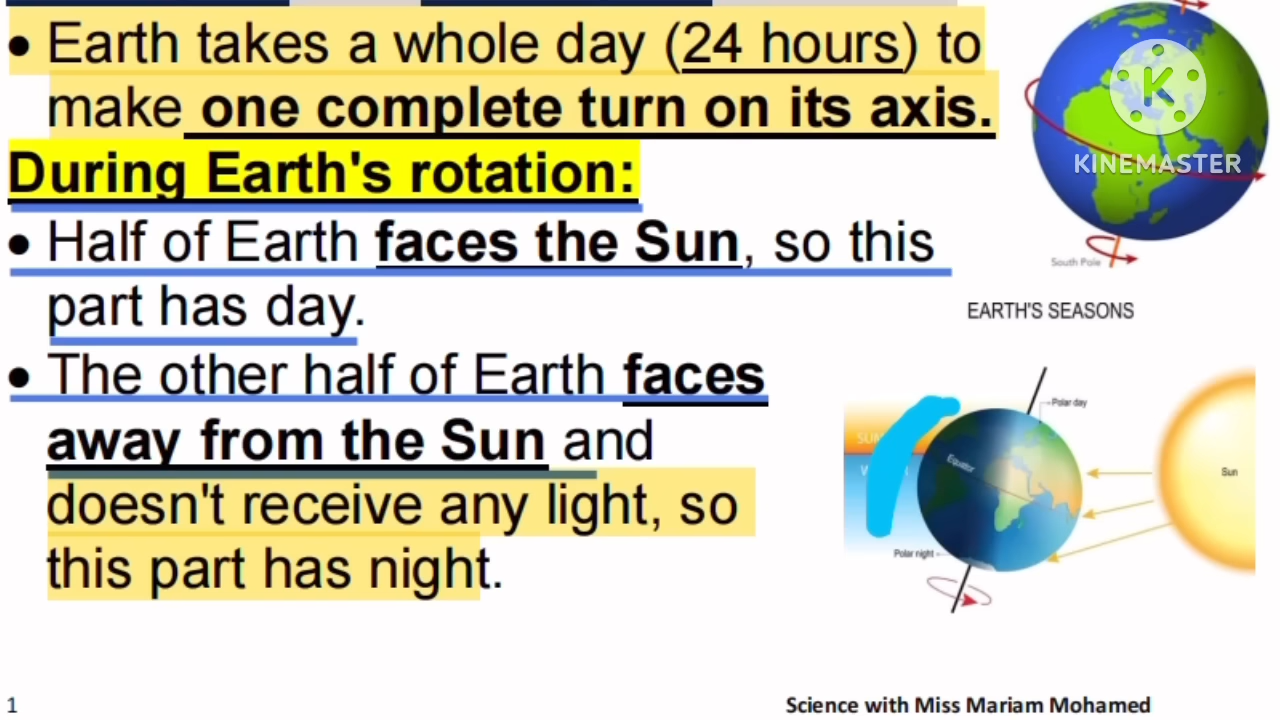 • Earth takes a whole day (24 hours) to
make one complete turn on its axis.
During Earth's rotation:
• Half of Earth faces the Sun, so this
part has day.
• The other half of Earth faces
away from the Sun and
doesn't receive any light, so
this part has night.
KINEMASTER
South Pole
EARTH'S SEASONS
Polar day
Equator
Sun
Polar night
1
Science with Miss Mariam Mohamed